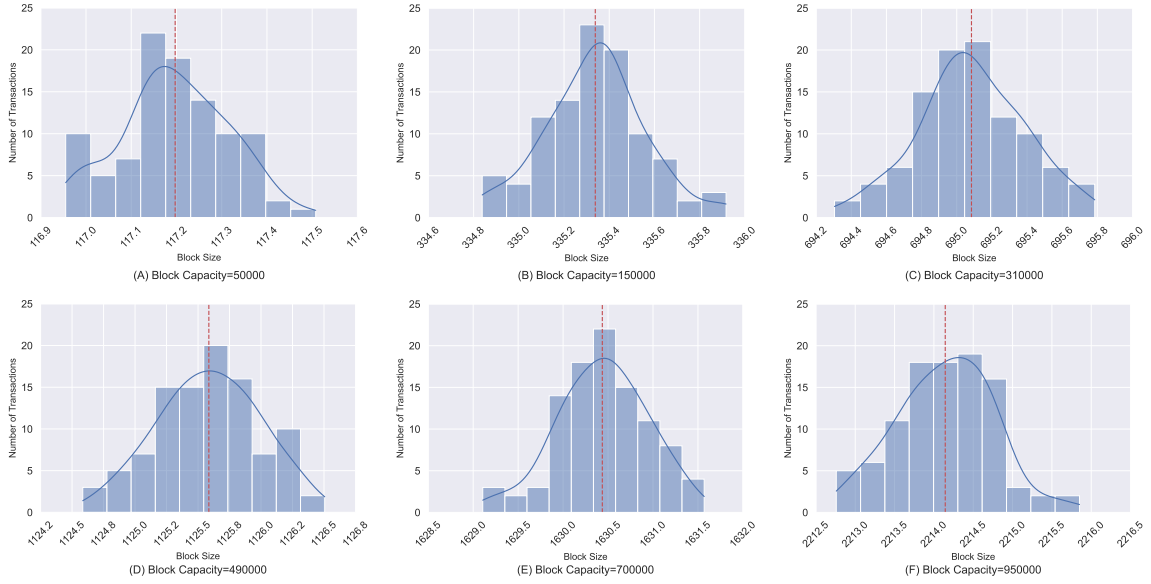 25
20
15
10
5
0
Number of Transactions
116.9 117.0 117.1 117.2 117.3 117.4 117.5 117.6
Block Size
(A) Block Capacity=50000
25
20
15
10
5
0
Number of Transactions
334.6 334.8 335.0 335.2 335.4 335.6 335.8 336.0
Block Size
(B) Block Capacity=150000
25
20
15
10
5
0
Number of Transactions
694.2 694.4 694.6 694.8 695.0 695.2 695.4 695.6 695.8 696.0
Block Size
(C) Block Capacity=310000
25
20
15
10
5
0
Number of Transactions
1124.2 1124.5 1124.8 1125.0 1125.2 1125.5 1125.8 1126.0 1126.2 1126.5 1126.8
Block Size
(D) Block Capacity=490000
25
20
15
10
5
0
Number of Transactions
1628.5 1629.0 1629.5 1630.0 1630.5 1631.0 1631.5 1632.0
Block Size
(E) Block Capacity=700000
25
20
15
10
5
0
Number of Transactions
2212.5 2213.0 2213.5 2214.0 2214.5 2215.0 2215.5 2216.0 2216.5
Block Size
(F) Block Capacity=950000